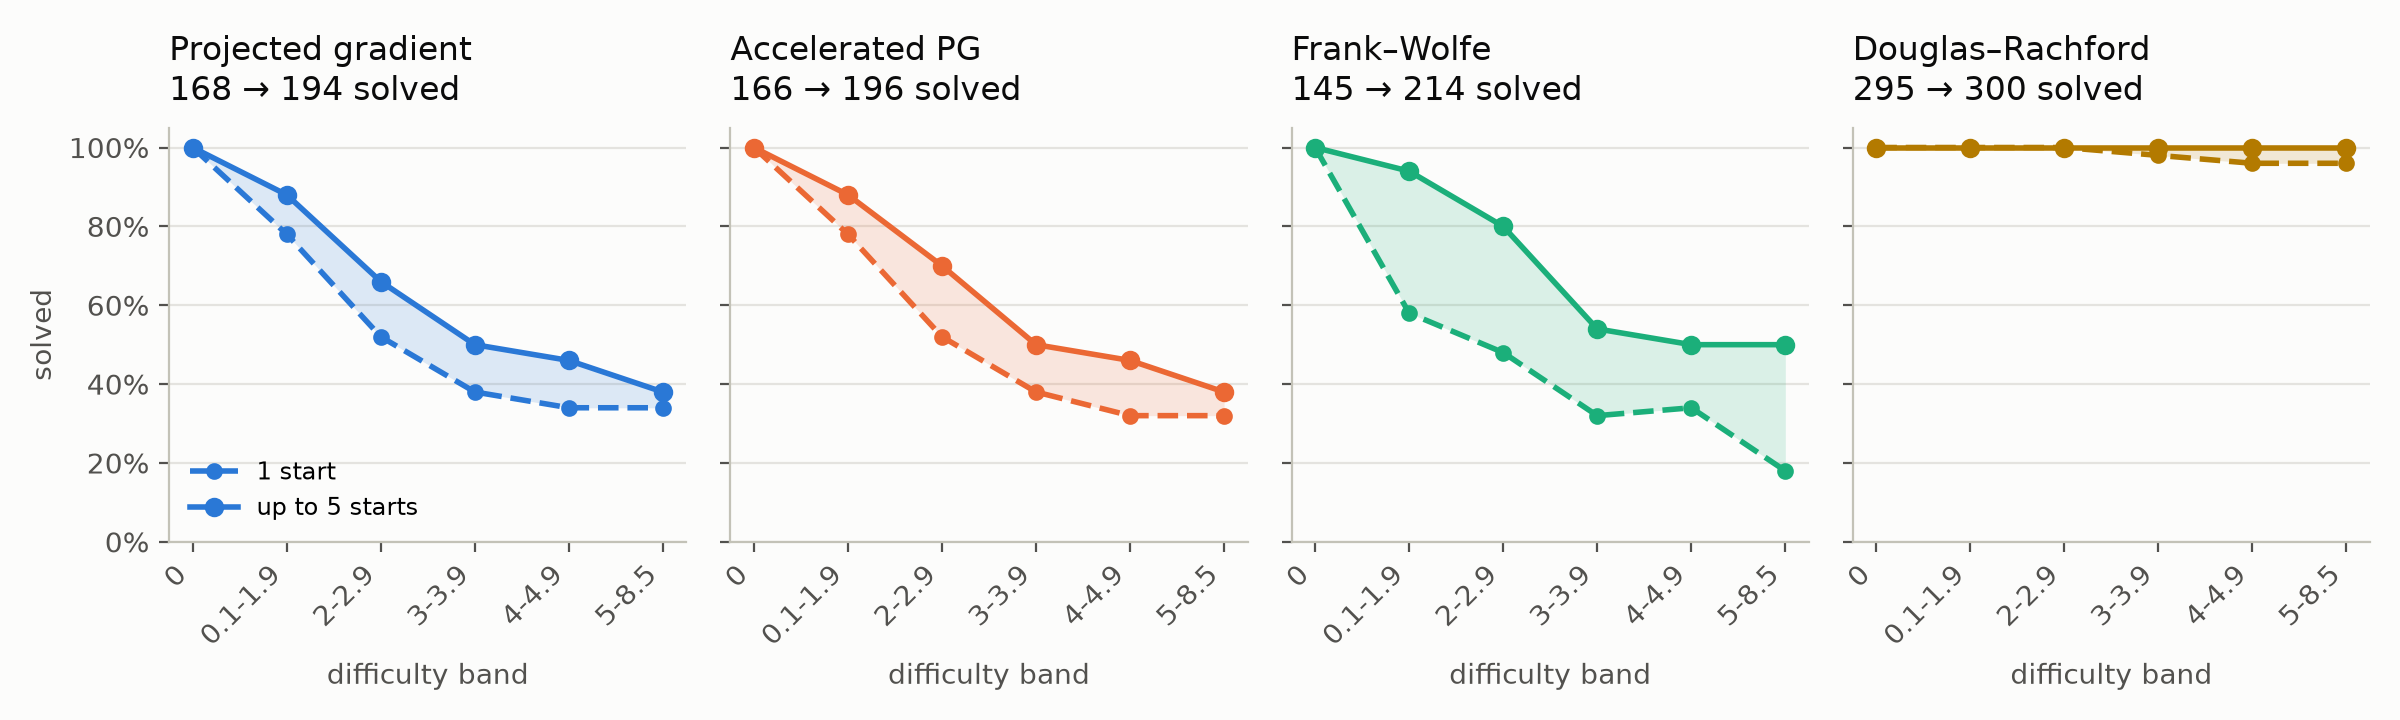 Projected gradient
168 → 194 solved
Accelerated PG
166 → 196 solved
Frank–Wolfe
145 → 214 solved
Douglas–Rachford
295 → 300 solved
solved
100%
80%
60%
40%
20%
0%
1 start
up to 5 starts
0
0.1-1.9
2-2.9
3-3.9
4-4.9
5-8.5
difficulty band
0
0.1-1.9
2-2.9
3-3.9
4-4.9
5-8.5
difficulty band
0
0.1-1.9
2-2.9
3-3.9
4-4.9
5-8.5
difficulty band
0
0.1-1.9
2-2.9
3-3.9
4-4.9
5-8.5
difficulty band